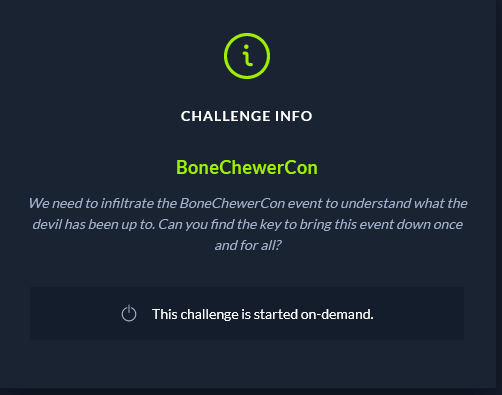 CHALLENGE INFO
BoneChewerCon
We need to infiltrate the BoneChewerCon event to understand what the
devil has been up to. Can you find the key to bring this event down once
and for all?
This challenge is started on-demand.